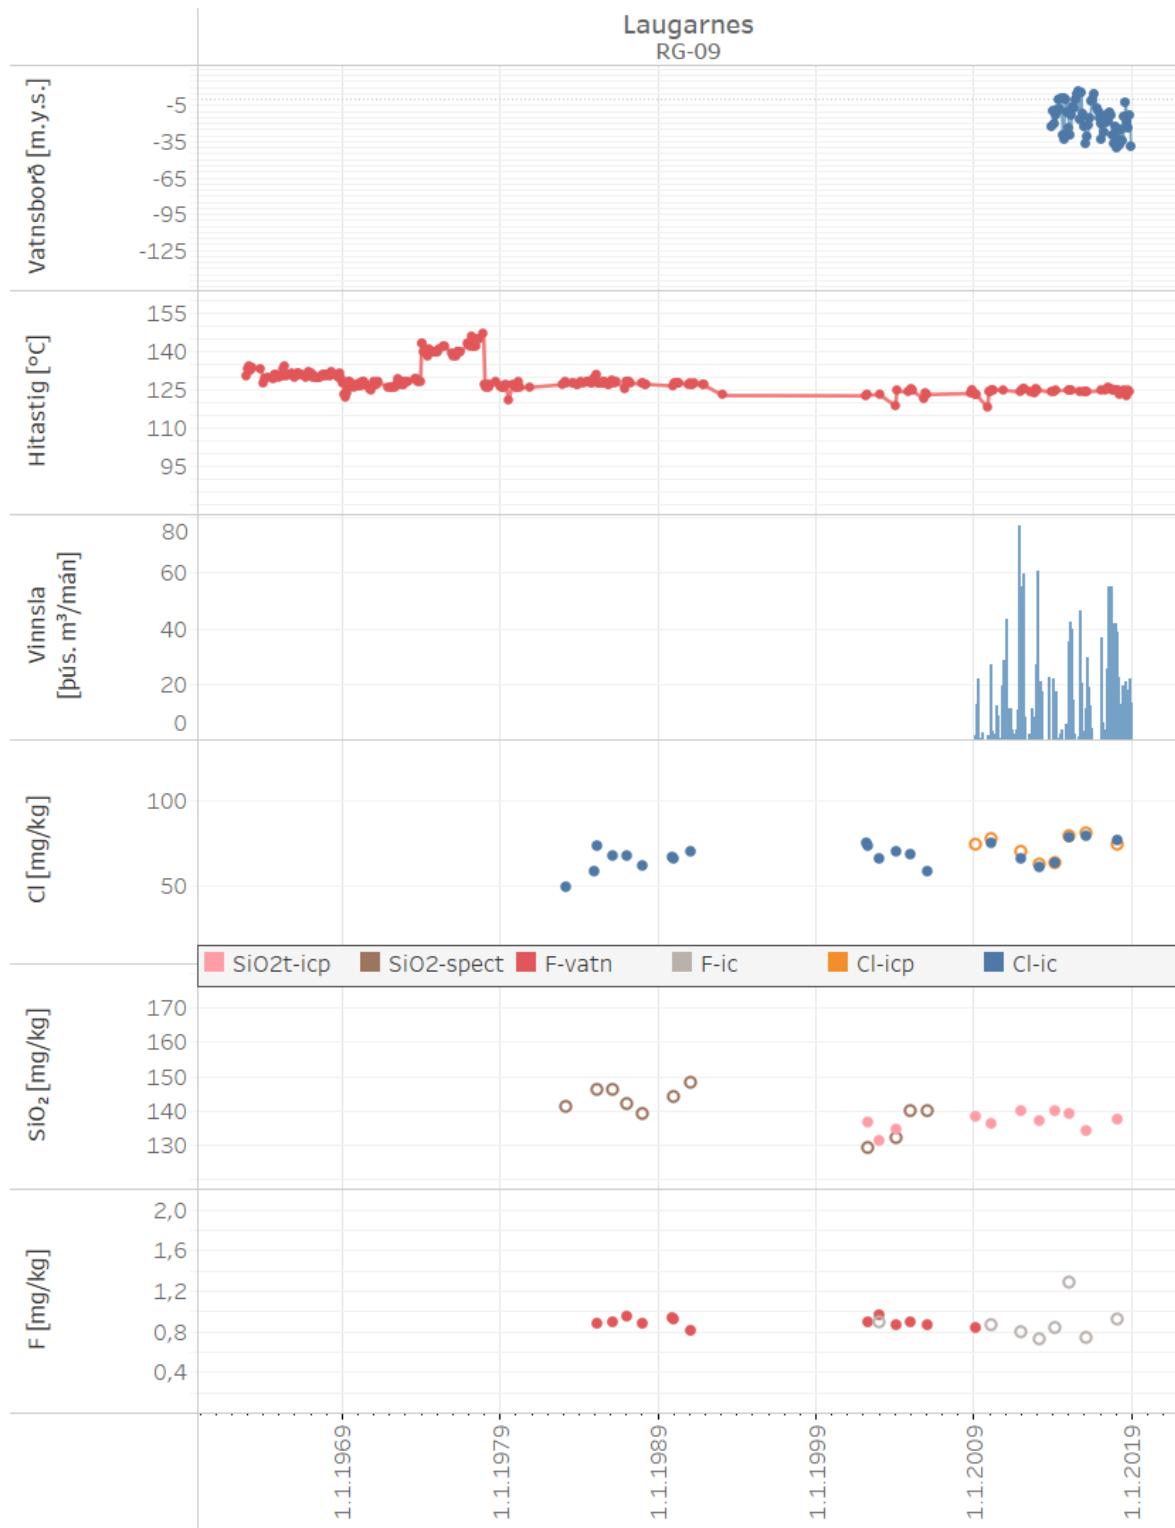 Laugarnes
RG-09
Vatnsborð [m.y.s.]
-5
-35
-65
-95
-125
Hitastig [°C]
155
140
125
110
95
Vinnsla
[þús. m³/mán]
80
60
40
20
0
Cl [mg/kg]
100
50
SiO2t-icp
SiO2-spect
F-vatn
F-ic
Cl-icp
Cl-ic
SiO₂ [mg/kg]
170
160
150
140
130
F [mg/kg]
2,0
1,6
1,2
0,8
0,4
1.1.1969
1.1.1979
1.1.1989
1.1.1999
1.1.2009
1.1.2019